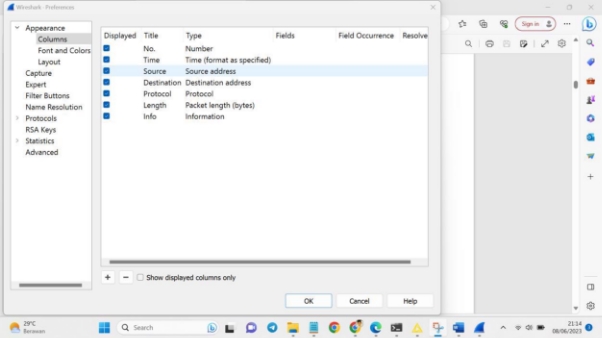 Wireshark · Preferences
Appearance
Columns
Font and Colors
Layout
Capture
Expert
Filter Buttons
Name Resolution
Protocols
RSA Keys
Statistics
Advanced
Displayed Title Type Fields Field Occurrence Resolve
No. Number
Time Time (format as specified)
Source Source address
Destination Destination address
Protocol Protocol
Length Packet length (bytes)
Info Information
Show displayed columns only
OK Cancel Help
Sign in
29°C
Berawan
Search
21:14
08/06/2023